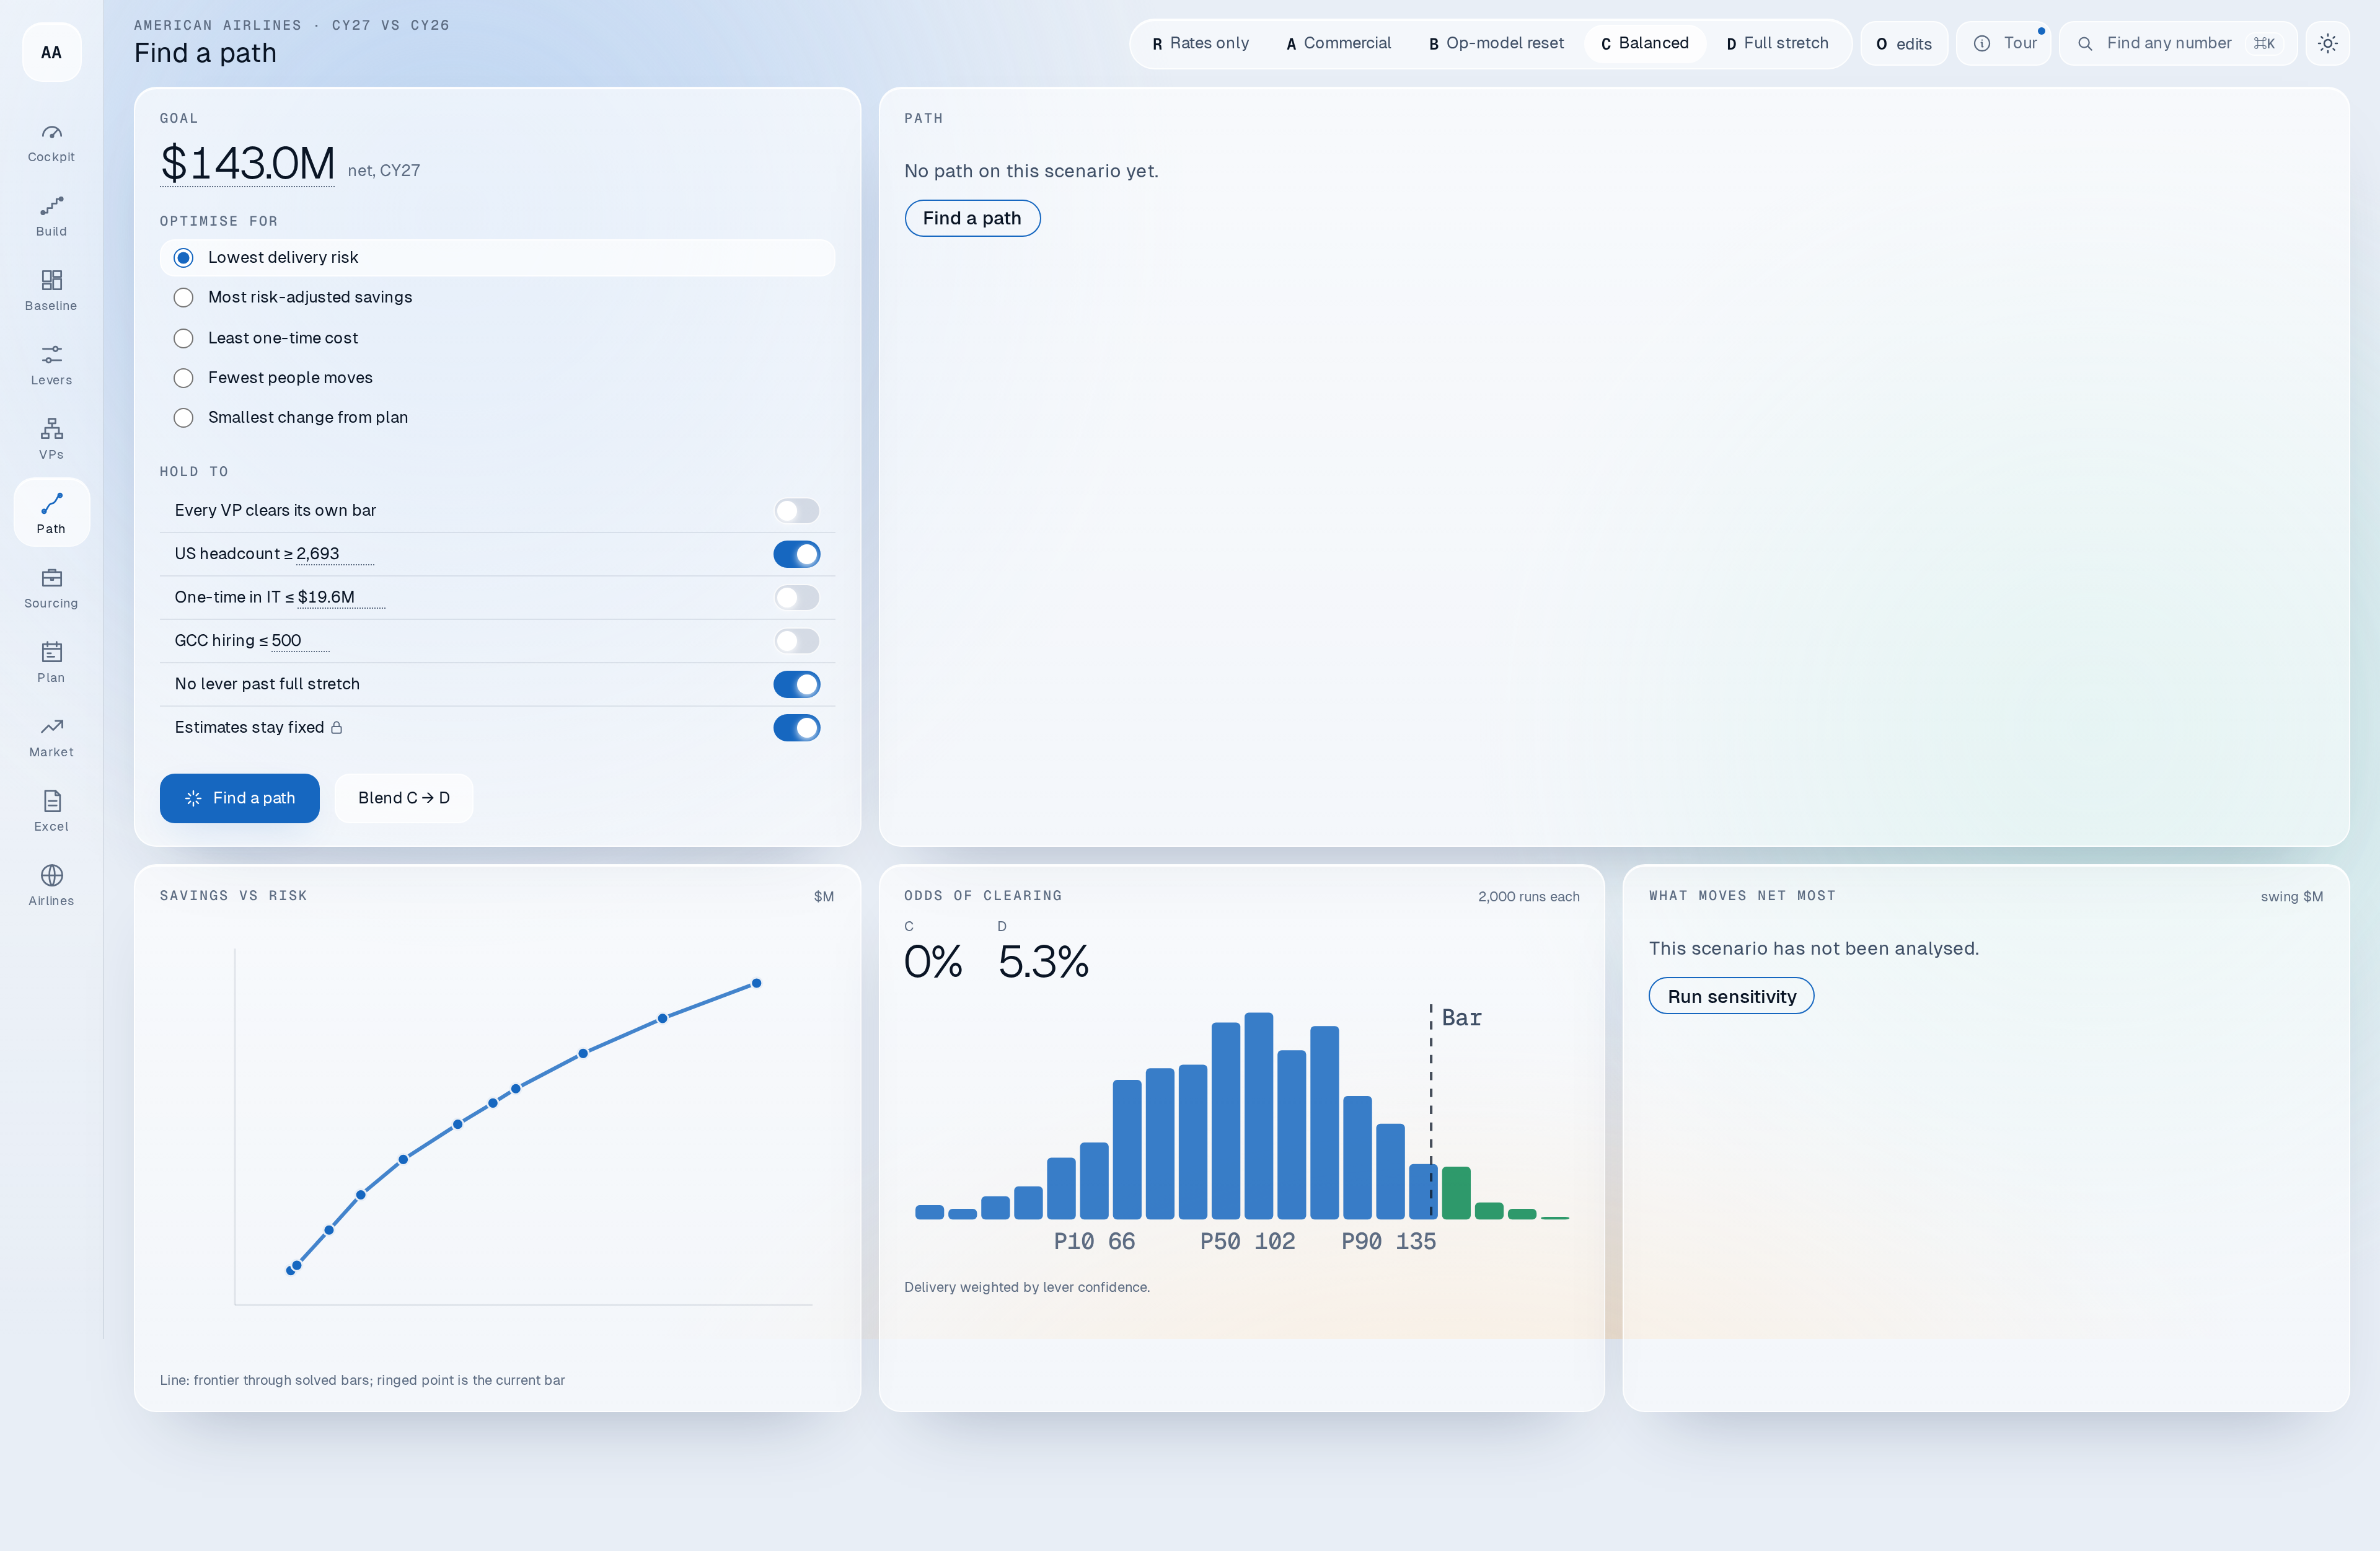 AA
AMERICAN AIRLINES · CY27 VS CY26
Find a path
R Rates only
A Commercial
B Op-model reset
C Balanced
D Full stretch
0 edits
Tour
Find any number ⌘K
Cockpit
Build
Baseline
Levers
VPs
Path
Sourcing
Plan
Market
Excel
Airlines
GOAL
$143.0M net, CY27
OPTIMISE FOR
Lowest delivery risk
Most risk-adjusted savings
Least one-time cost
Fewest people moves
Smallest change from plan
HOLD TO
Every VP clears its own bar
US headcount ≥ 2,693
One-time in IT ≤ $19.6M
GCC hiring ≤ 500
No lever past full stretch
Estimates stay fixed
Find a path
Blend C → D
PATH
No path on this scenario yet.
Find a path
SAVINGS VS RISK $M
Line: frontier through solved bars; ringed point is the current bar
ODDS OF CLEARING 2,000 runs each
C D
0% 5.3%
Bar
P10 66 P50 102 P90 135
Delivery weighted by lever confidence.
WHAT MOVES NET MOST swing $M
This scenario has not been analysed.
Run sensitivity